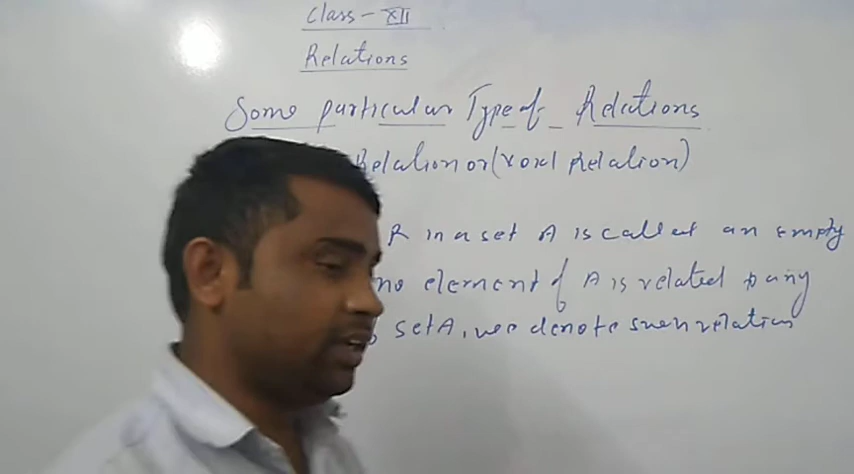 Class - XII
Relations
Some particular Type of Relations
Relation or (void Relation)
R in a set A is called an empty
no element of A is related to any
set A, we denote such relation